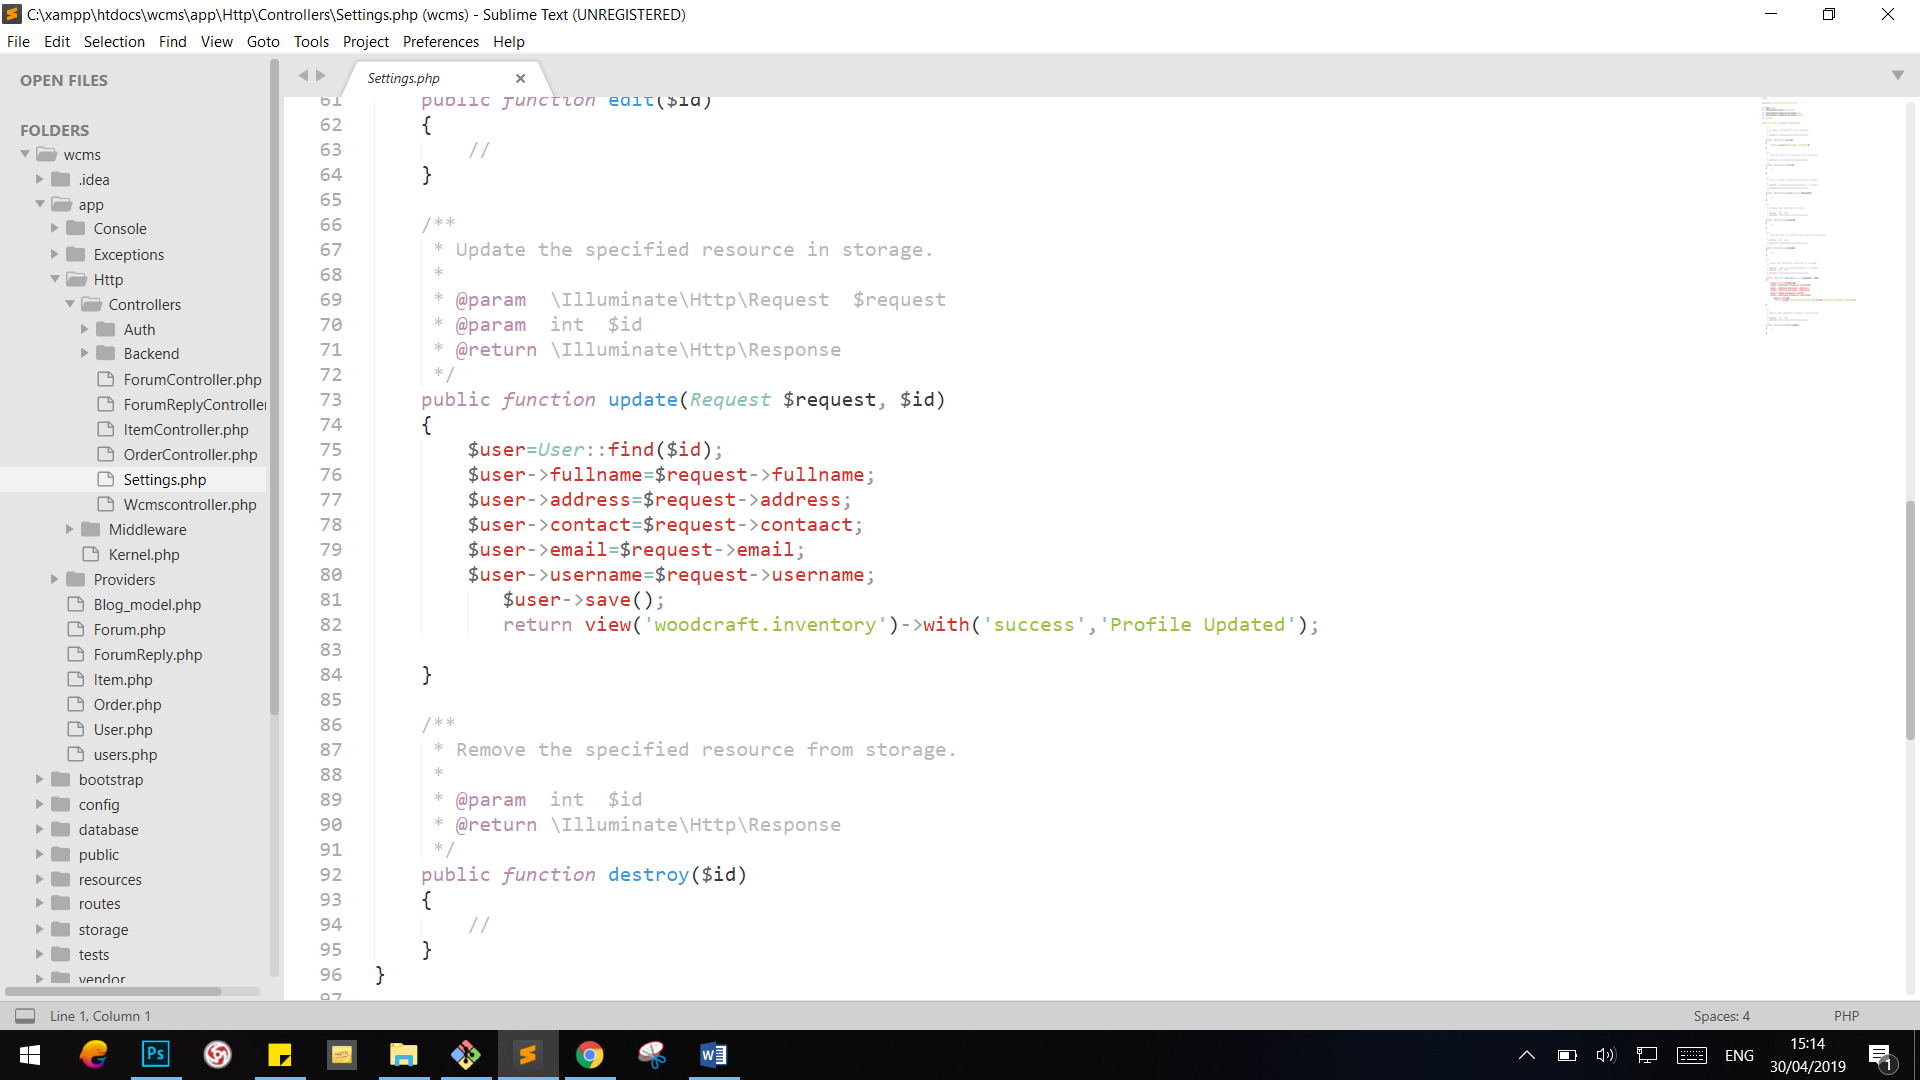 C:\xampp\htdocs\wcms\app\Http\Controllers\Settings.php (wcms) - Sublime Text (UNREGISTERED)
File Edit Selection Find View Goto Tools Project Preferences Help
OPEN FILES
FOLDERS
wcms
.idea
app
Console
Exceptions
Http
Controllers
Auth
Backend
ForumController.php
ForumReplyController
ItemController.php
OrderController.php
Settings.php
Wcmscontroller.php
Middleware
Kernel.php
Providers
Blog_model.php
Forum.php
ForumReply.php
Item.php
Order.php
User.php
users.php
bootstrap
config
database
public
resources
routes
storage
tests
vendor
Settings.php
61 public function edit($id)
62 {
63 //
64 }
65
66 /**
67 * Update the specified resource in storage.
68 *
69 * @param \Illuminate\Http\Request $request
70 * @param int $id
71 * @return \Illuminate\Http\Response
72 */
73 public function update(Request $request, $id)
74 {
75 $user=User::find($id);
76 $user->fullname=$request->fullname;
77 $user->address=$request->address;
78 $user->contact=$request->contaact;
79 $user->email=$request->email;
80 $user->username=$request->username;
81 $user->save();
82 return view('woodcraft.inventory')->with('success','Profile Updated');
83
84 }
85
86 /**
87 * Remove the specified resource from storage.
88 *
89 * @param int $id
90 * @return \Illuminate\Http\Response
91 */
92 public function destroy($id)
93 {
94 //
95 }
96 }
97
Line 1, Column 1 Spaces: 4 PHP
Ps
ENG
15:14
30/04/2019
1